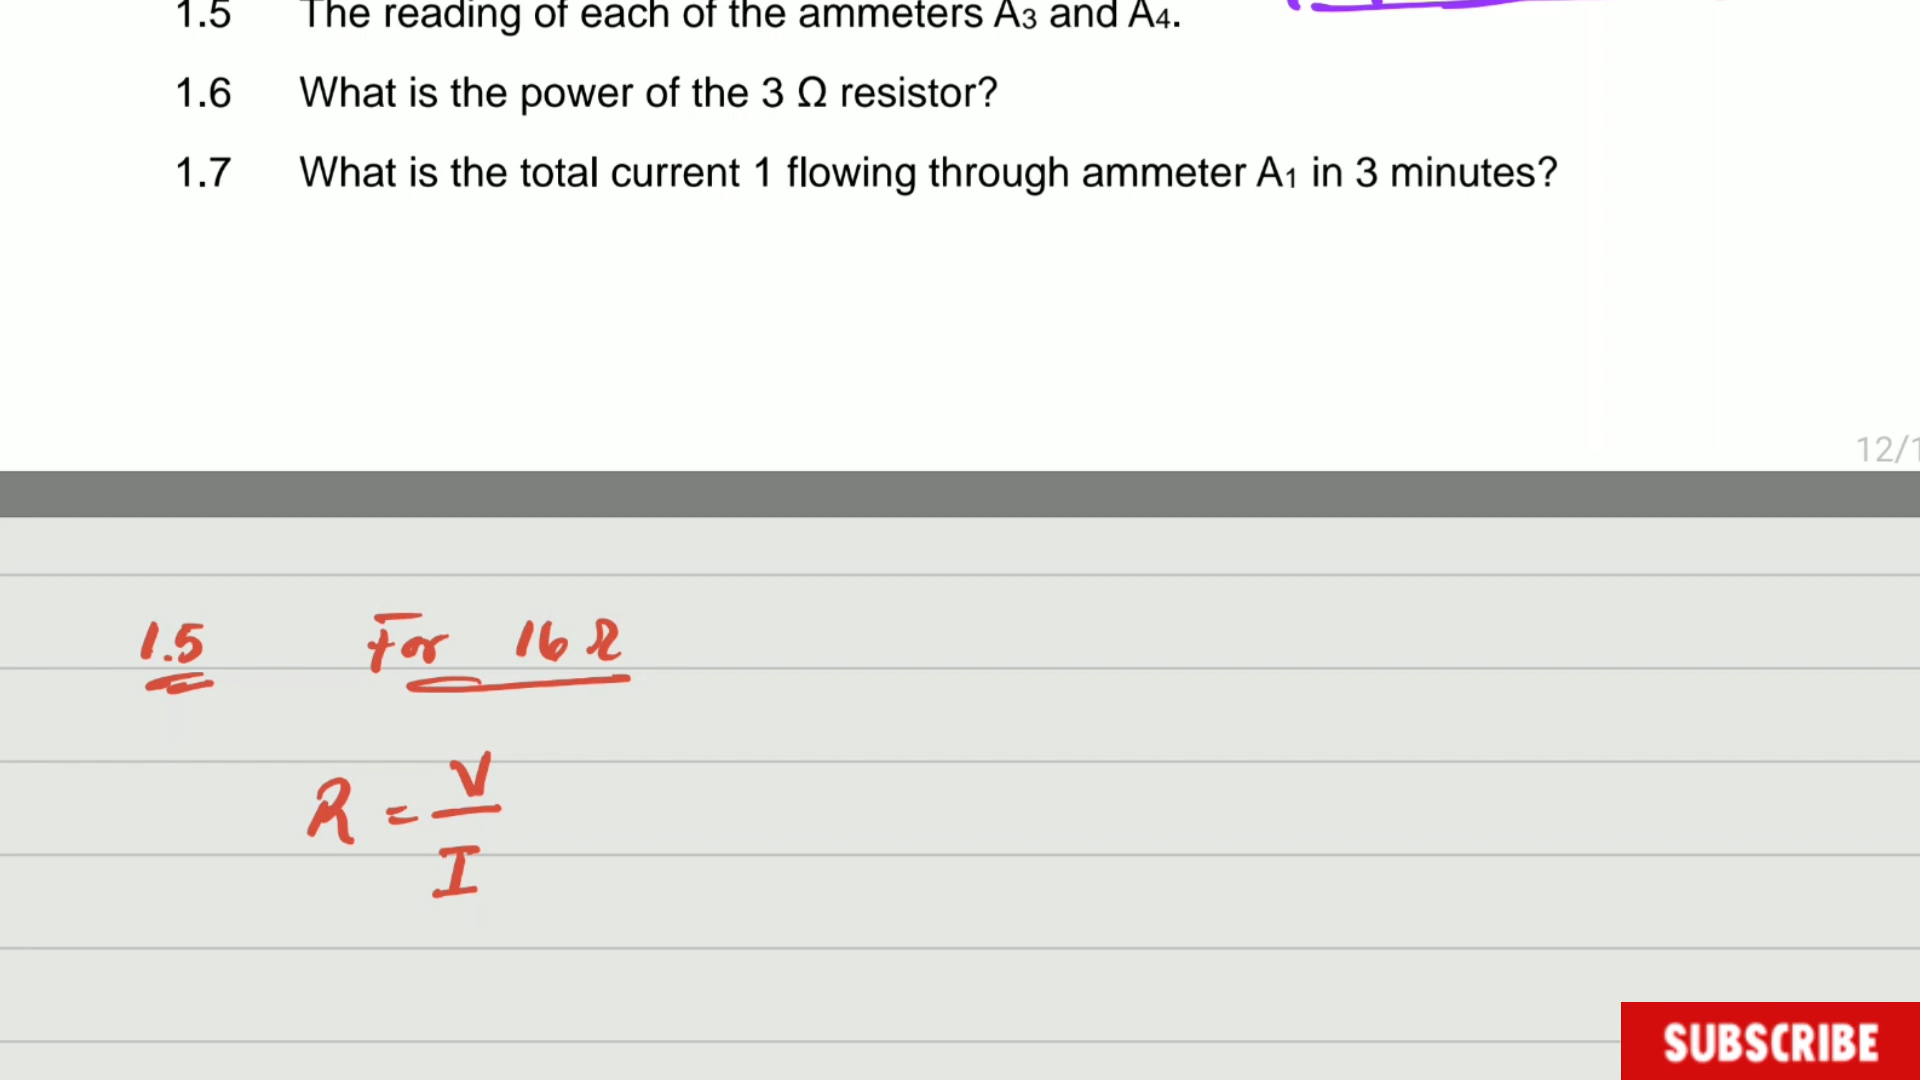 1.5 The reading of each of the ammeters A3 and A4.
1.6 What is the power of the 3 Ω resistor?
1.7 What is the total current 1 flowing through ammeter A1 in 3 minutes?
12/1
1.5 For 16 Ω
R = V
I
SUBSCRIBE